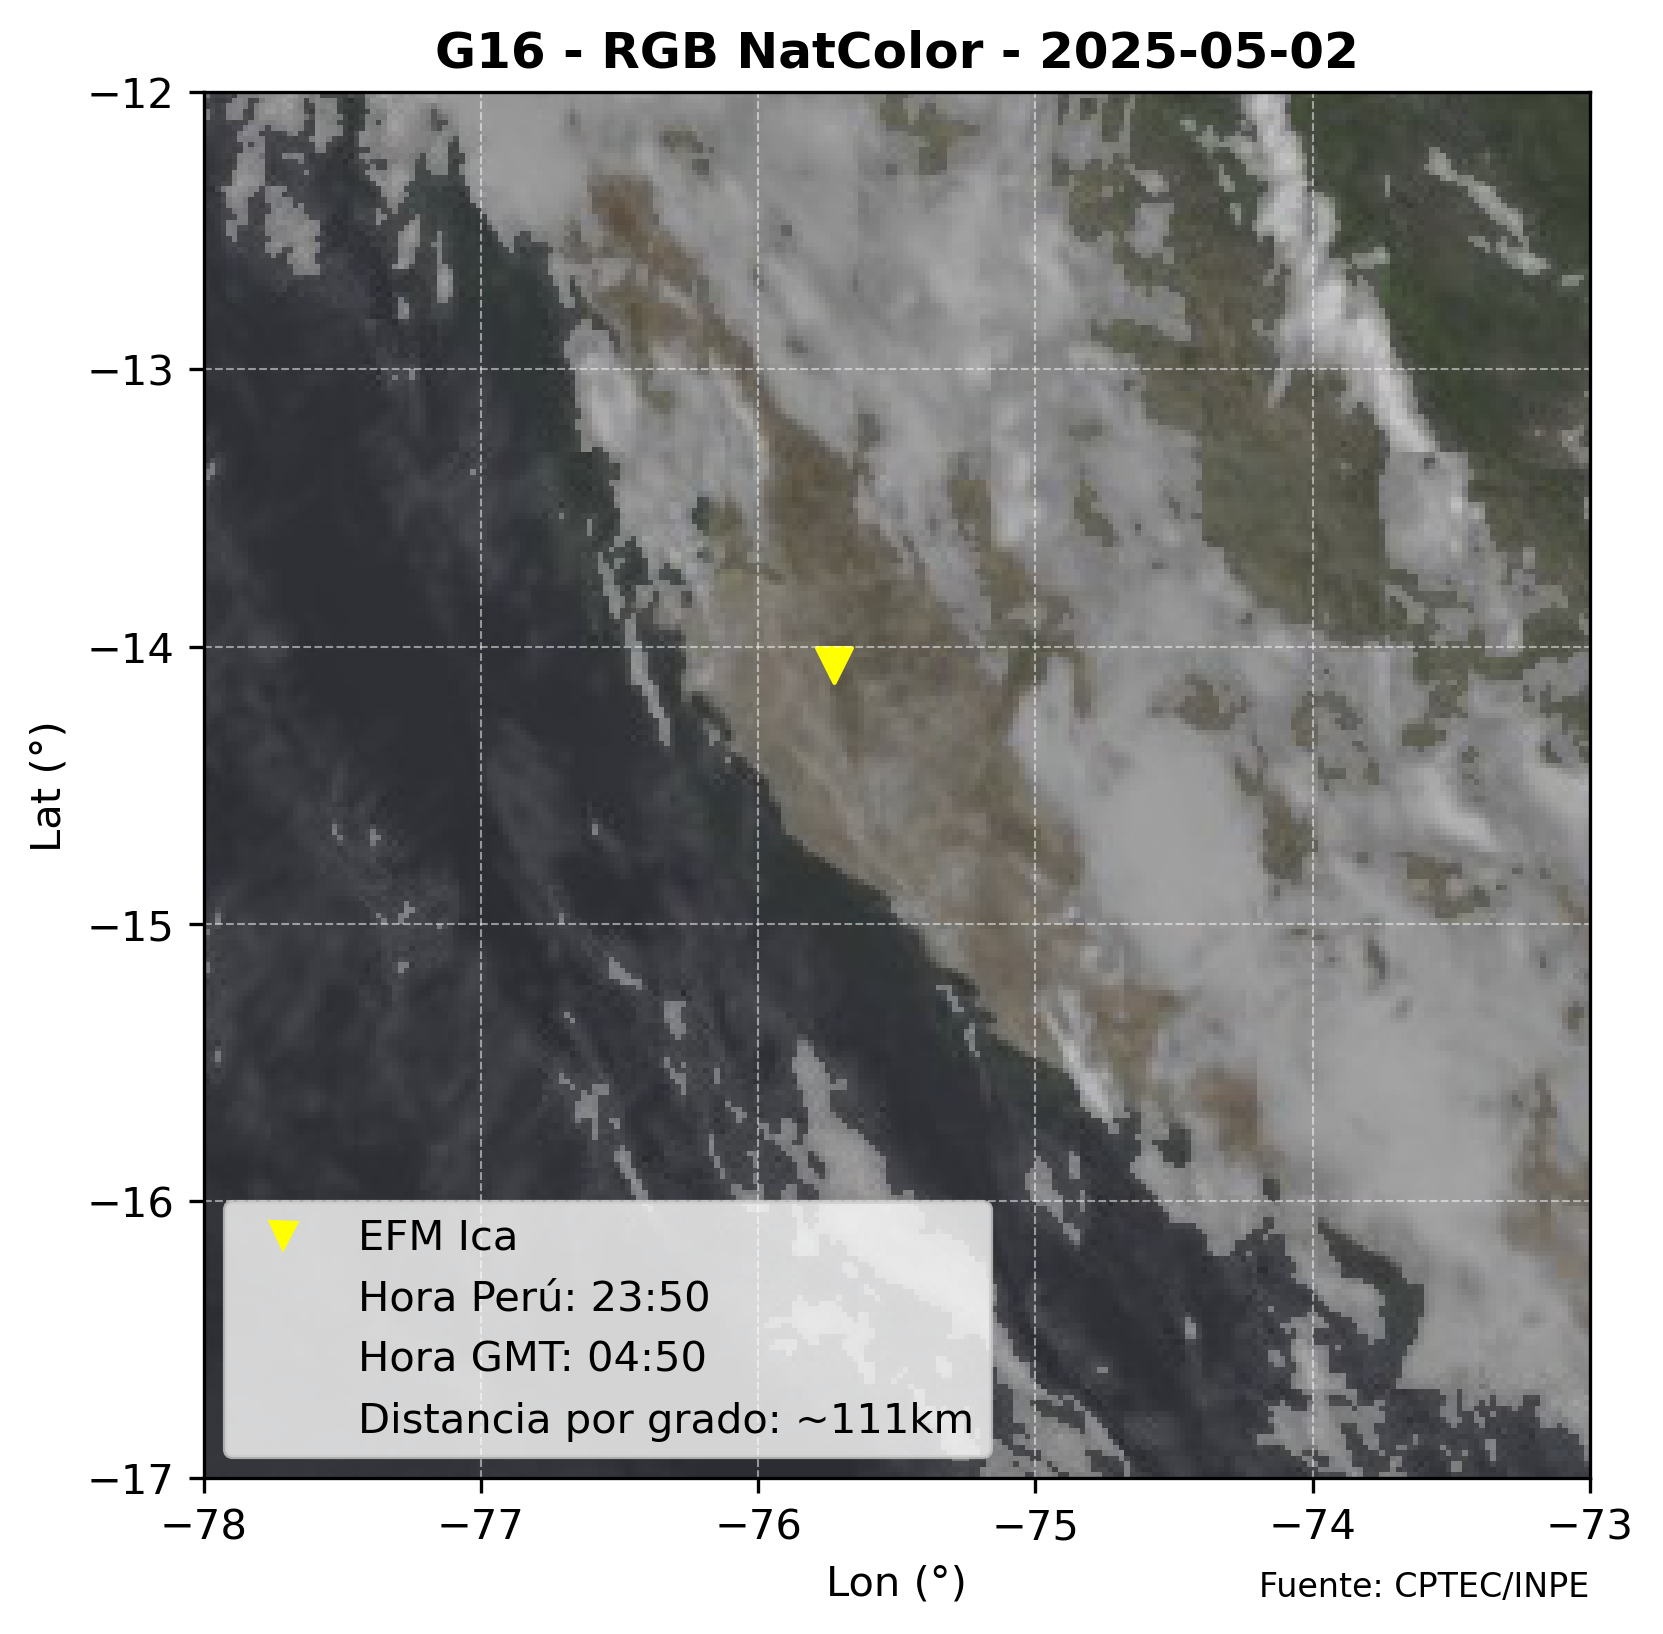 G16 - RGB NatColor - 2025-05-02
−12
−13
−14
−15
−16
−17
Lat (°)
EFM Ica
Hora Perú: 23:50
Hora GMT: 04:50
Distancia por grado: ~111km
−78 −77 −76 −75 −74 −73
Lon (°)
Fuente: CPTEC/INPE